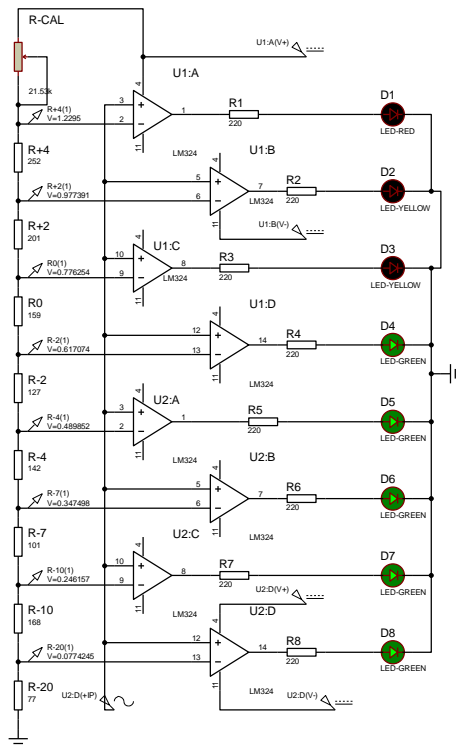 R-CAL
21.53k
U1:A(V+)
U1:A
4
3
2
1
11
LM324
R+4(1)
V=1.2295
R1
220
D1
LED-RED
R+4
252
U1:B
4
5
6
7
11
LM324
R+2(1)
V=0.977391
R2
220
D2
LED-YELLOW
R+2
201
U1:B(V-)
U1:C
4
10
9
8
11
LM324
R0(1)
V=0.776254
R3
220
D3
LED-YELLOW
R0
159
U1:D
4
12
13
14
11
LM324
R-2(1)
V=0.617074
R4
220
D4
LED-GREEN
R-2
127
U2:A
4
3
2
1
11
LM324
R-4(1)
V=0.489852
R5
220
D5
LED-GREEN
R-4
142
U2:B
4
5
6
7
11
LM324
R-7(1)
V=0.347498
R6
220
D6
LED-GREEN
R-7
101
U2:C
4
10
9
8
11
LM324
R-10(1)
V=0.246157
R7
220
D7
LED-GREEN
R-10
168
U2:D(V+)
U2:D
4
12
13
14
11
LM324
R-20(1)
V=0.0774245
R8
220
D8
LED-GREEN
R-20
77
U2:D(+IP)
U2:D(V-)